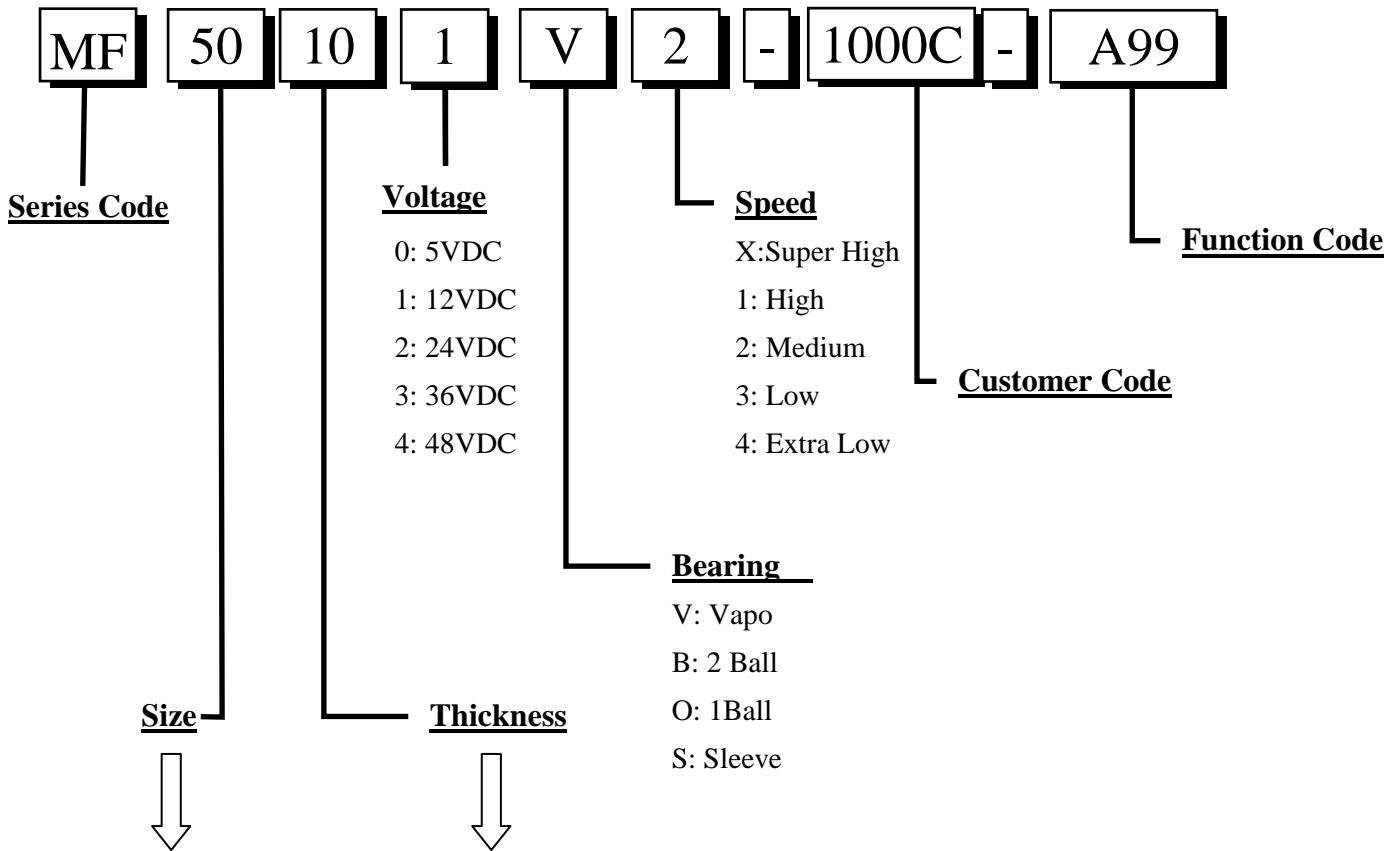 MF 50 10 1 V 2 - 1000C - A99
Series Code
Voltage
0: 5VDC
1: 12VDC
2: 24VDC
3: 36VDC
4: 48VDC
Speed
X:Super High
1: High
2: Medium
3: Low
4: Extra Low
Function Code
Customer Code
Bearing
V: Vapo
B: 2 Ball
O: 1Ball
S: Sleeve
Size
Thickness